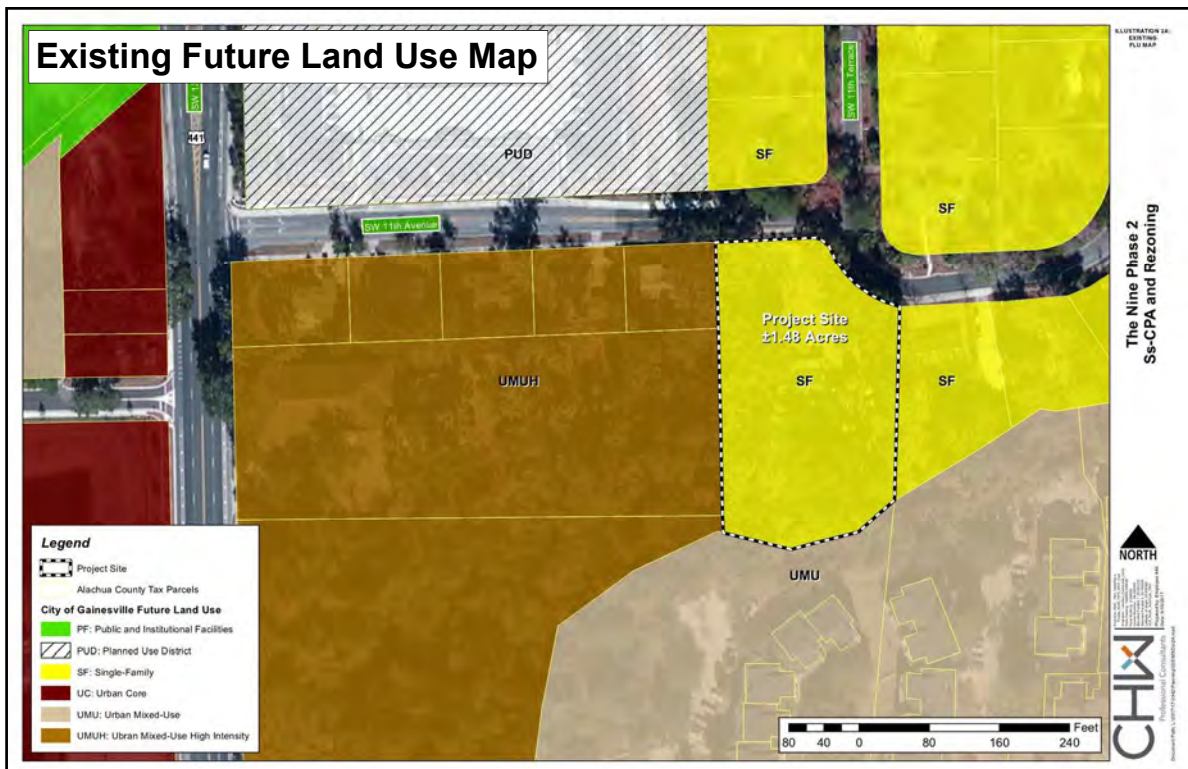 Existing Future Land Use Map
ILLUSTRATION 2A:
EXISTING
FLU MAP
441
SW 11th Terrace
PUD
SF
SF
SW 11th Avenue
Project Site
±1.48 Acres
SF
SF
UMUH
UMU
The Nine Phase 2
Ss-CPA and Rezoning
Legend
Project Site
Alachua County Tax Parcels
City of Gainesville Future Land Use
PF: Public and Institutional Facilities
PUD: Planned Use District
SF: Single-Family
UC: Urban Core
UMU: Urban Mixed-Use
UMUH: Ubran Mixed-Use High Intensity
Feet
80 40 0 80 160 240
NORTH
CHW
Professional Consultants